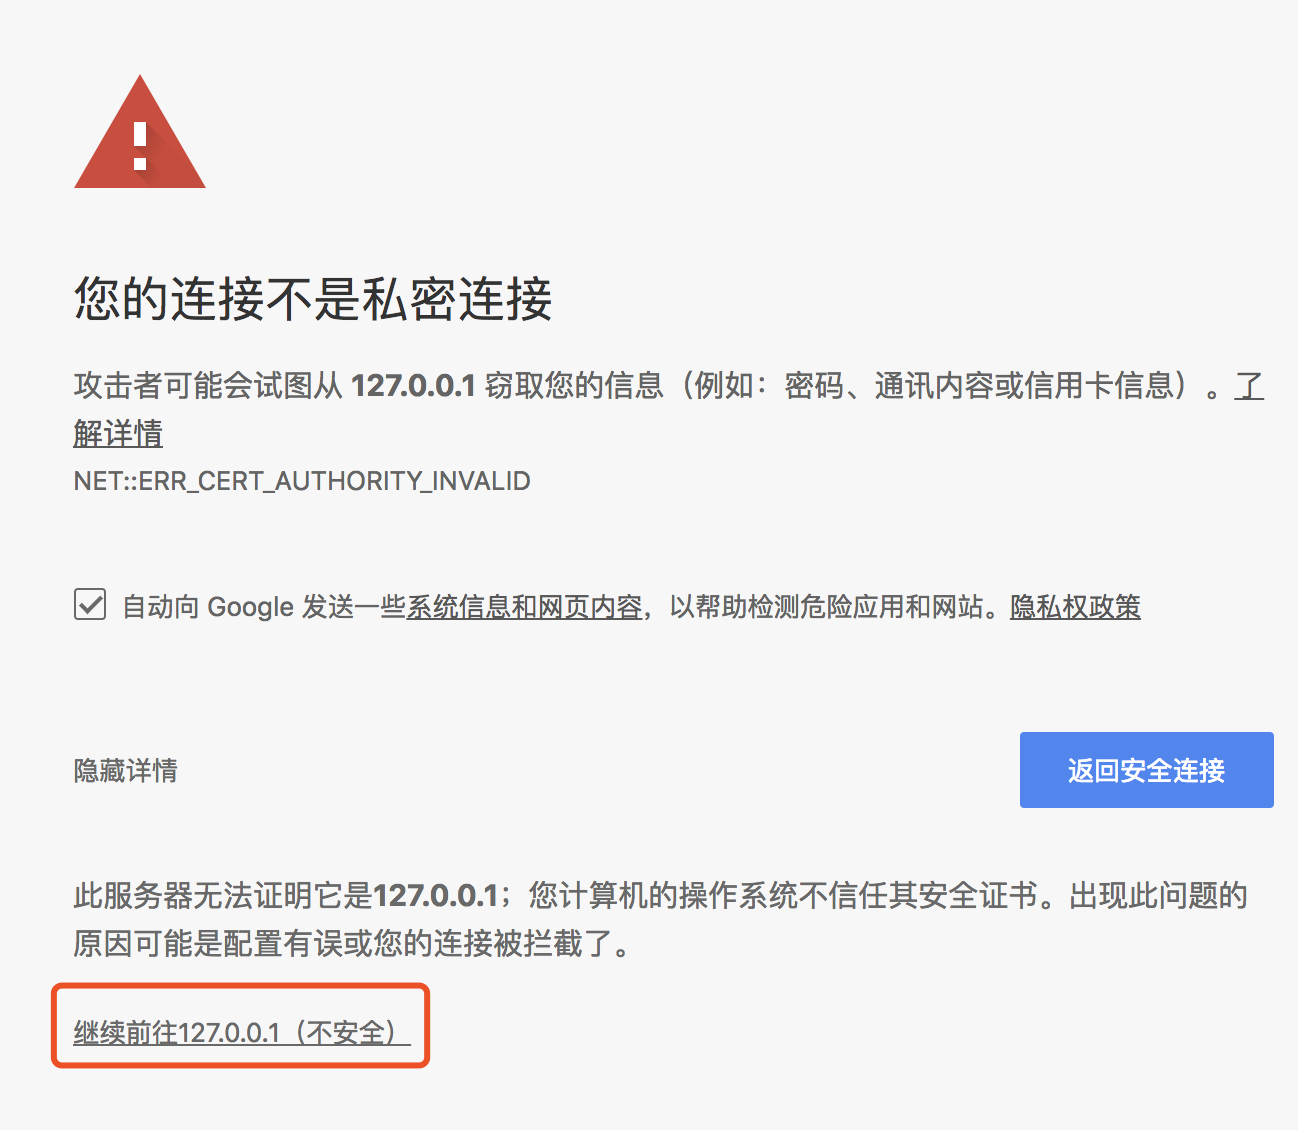 您的连接不是私密连接
攻击者可能会试图从 127.0.0.1 窃取您的信息（例如：密码、通讯内容或信用卡信息）。了
解详情
NET::ERR_CERT_AUTHORITY_INVALID
自动向 Google 发送一些系统信息和网页内容，以帮助检测危险应用和网站。隐私权政策
隐藏详情
返回安全连接
此服务器无法证明它是127.0.0.1；您计算机的操作系统不信任其安全证书。出现此问题的
原因可能是配置有误或您的连接被拦截了。
继续前往127.0.0.1（不安全）